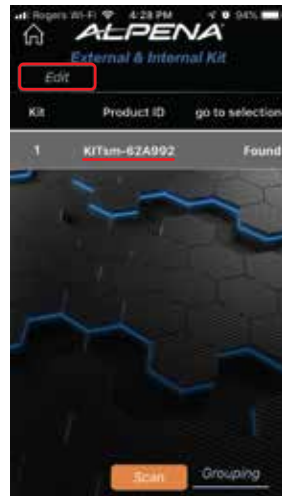 Rogers Wi-Fi 4:28 PM 94%
ALPENA
External & Internal Kit
Edit
Kit Product ID go to selection
1 KITsm-62A992 Found
Scan Grouping